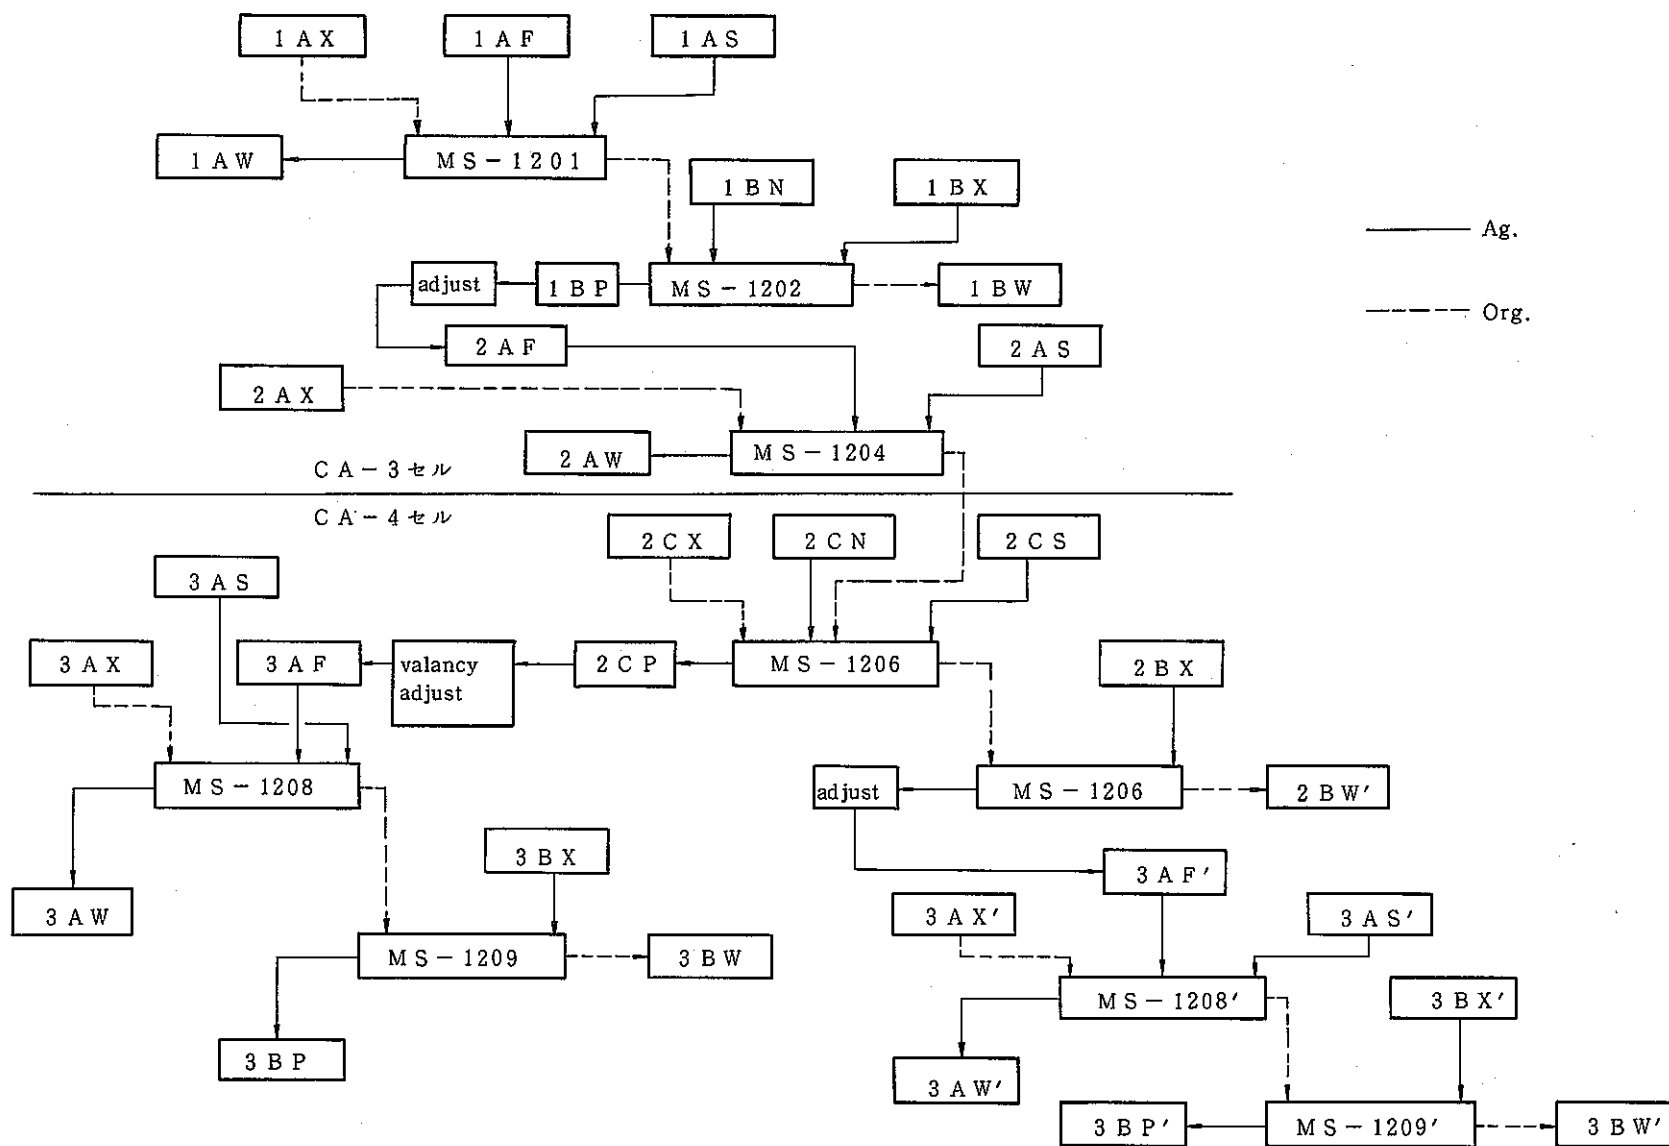 1AX
1AF
1AS
1AW
MS-1201
1BN
1BX
Ag.
adjust
1BP
MS-1202
1BW
Org.
2AF
2AS
2AX
2AW
MS-1204
CA-3セル
CA-4セル
2CX
2CN
2CS
3AS
3AX
3AF
valancy
adjust
2CP
MS-1206
2BX
MS-1208
adjust
MS-1206
2BW'
3BX
3AF'
3AW
3AX'
3AS'
MS-1209
3BW
MS-1208'
3BX'
3BP
3AW'
3BP'
MS-1209'
3BW'